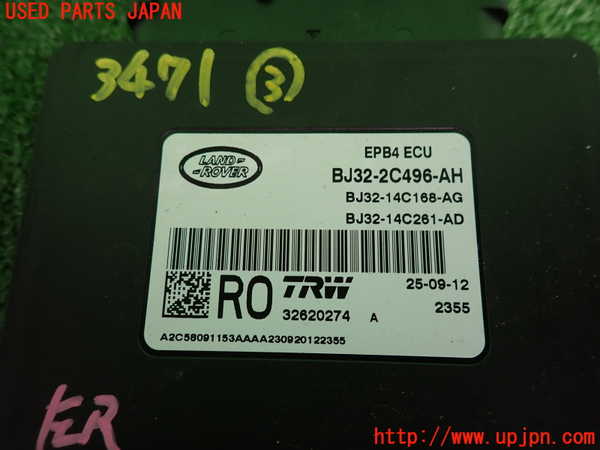 USED PARTS JAPAN
3471 ③
LAND-
-ROVER
EPB4 ECU
BJ32-2C496-AH
BJ32-14C168-AG
BJ32-14C261-AD
RO TRW 25-09-12
32620274 A 2355
A2C58091153AAAA230920122355
http://www.upjpn.com